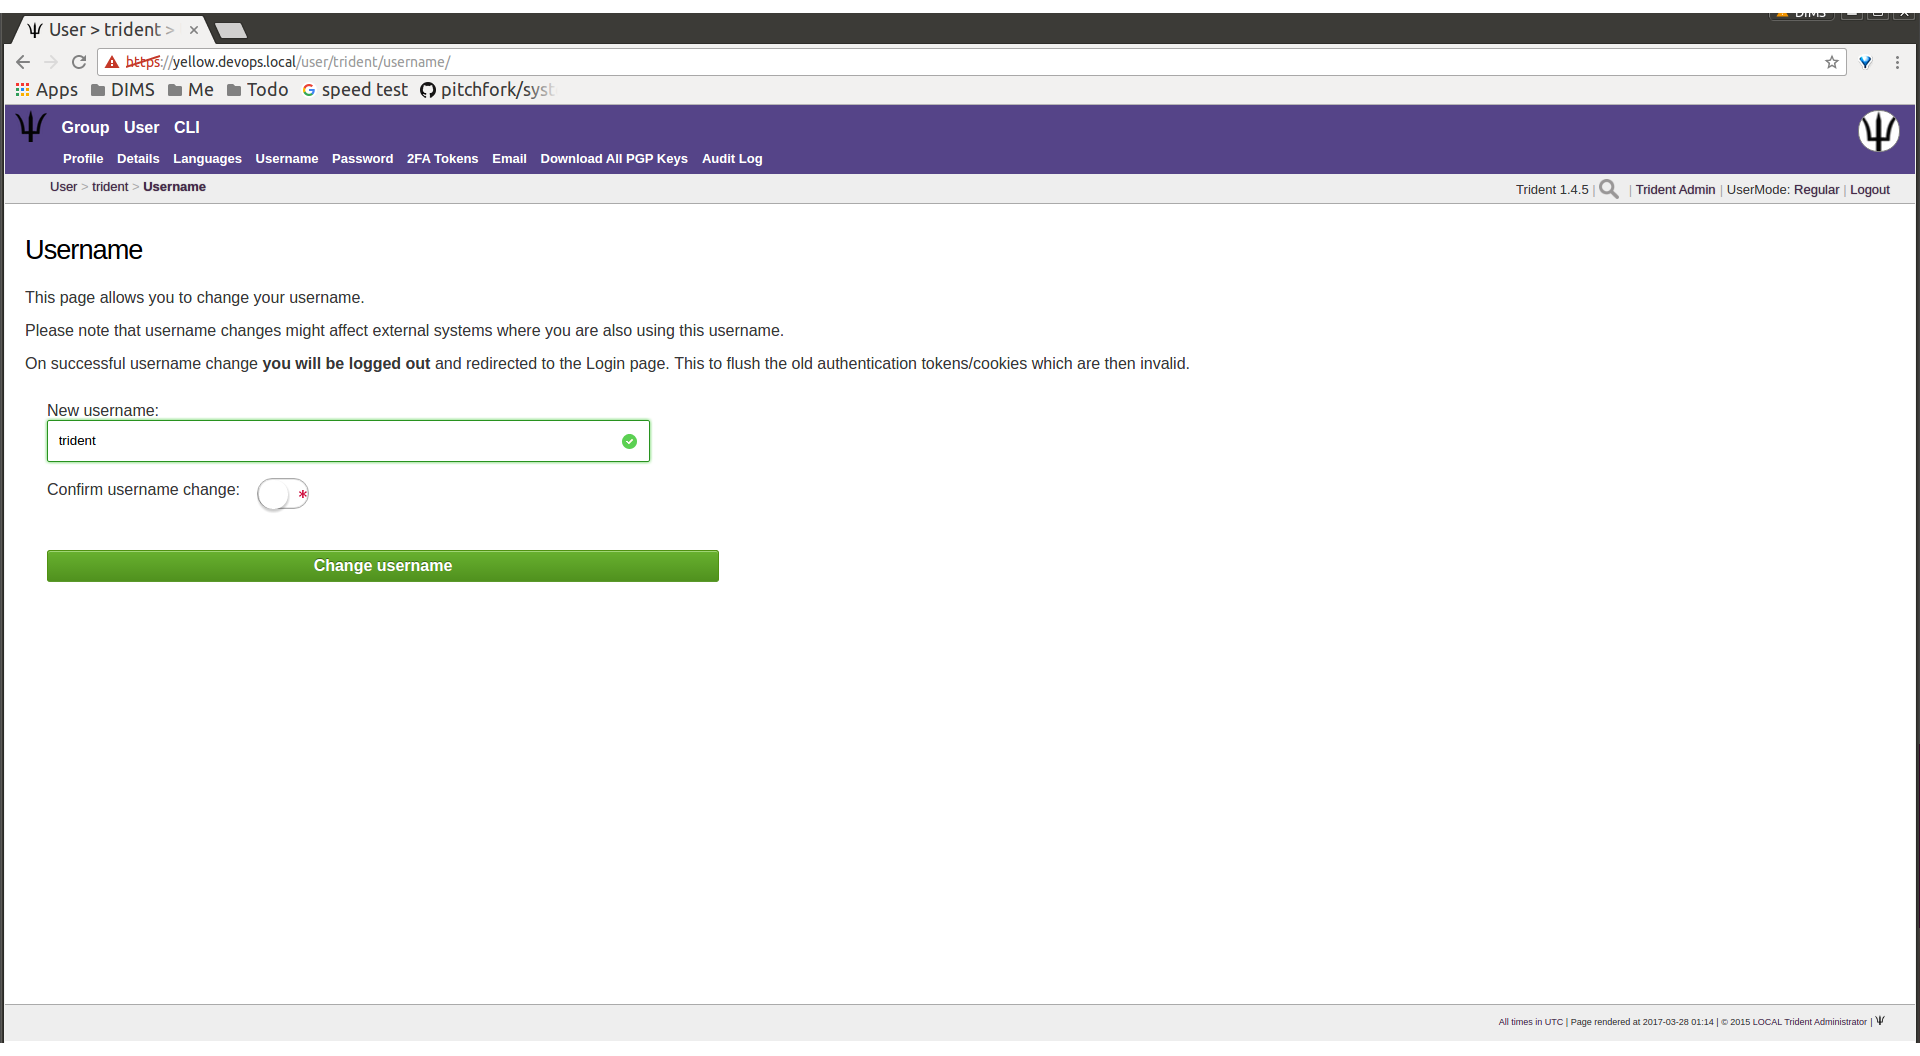 DIMS
User > trident >
https://yellow.devops.local/user/trident/username/
Apps DIMS Me Todo speed test pitchfork/syst
Group User CLI
Profile Details Languages Username Password 2FA Tokens Email Download All PGP Keys Audit Log
User > trident > Username
Trident 1.4.5 | | Trident Admin | UserMode: Regular | Logout
Username
This page allows you to change your username.
Please note that username changes might affect external systems where you are also using this username.
On successful username change you will be logged out and redirected to the Login page. This to flush the old authentication tokens/cookies which are then invalid.
New username:
trident
Confirm username change: *
Change username
All times in UTC | Page rendered at 2017-03-28 01:14 | © 2015 LOCAL Trident Administrator |